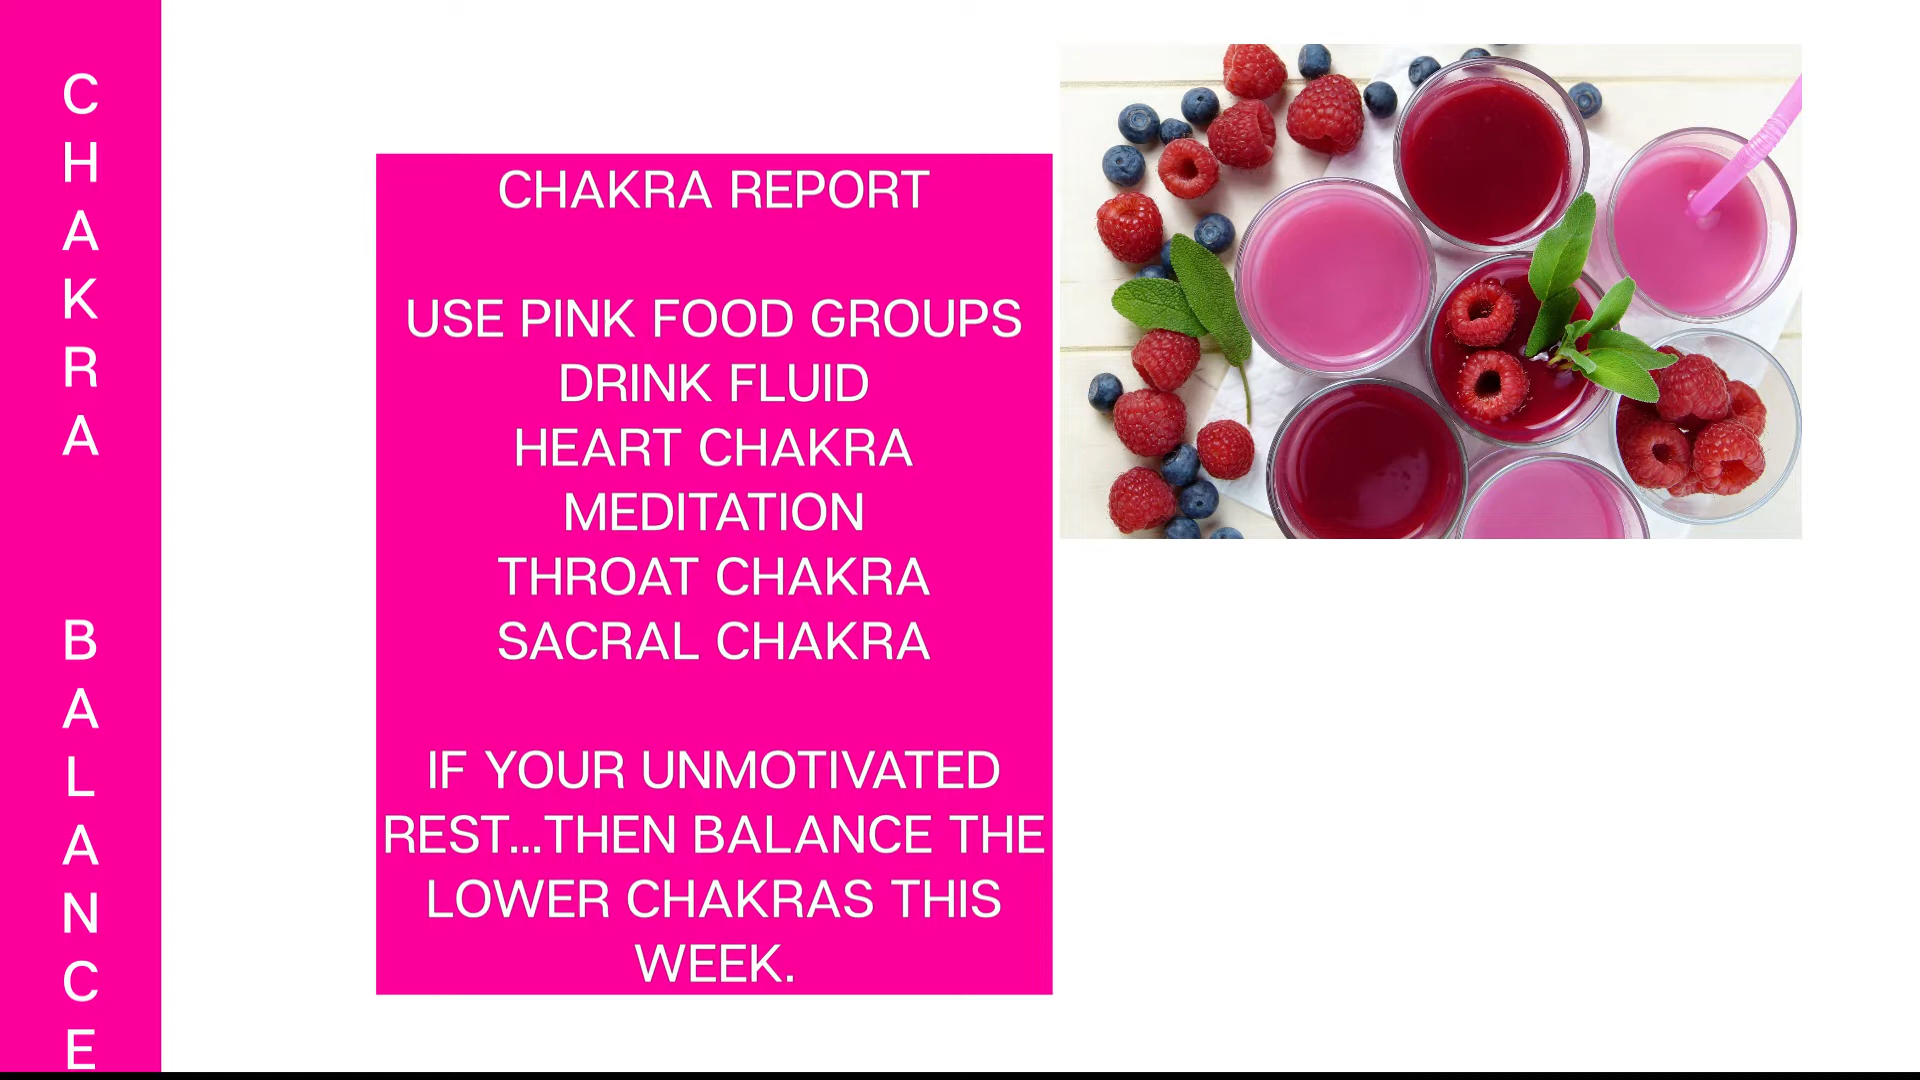 CHAKRA BALANCE
CHAKRA REPORT
USE PINK FOOD GROUPS
DRINK FLUID
HEART CHAKRA
MEDITATION
THROAT CHAKRA
SACRAL CHAKRA
IF YOUR UNMOTIVATED
REST...THEN BALANCE THE
LOWER CHAKRAS THIS
WEEK.